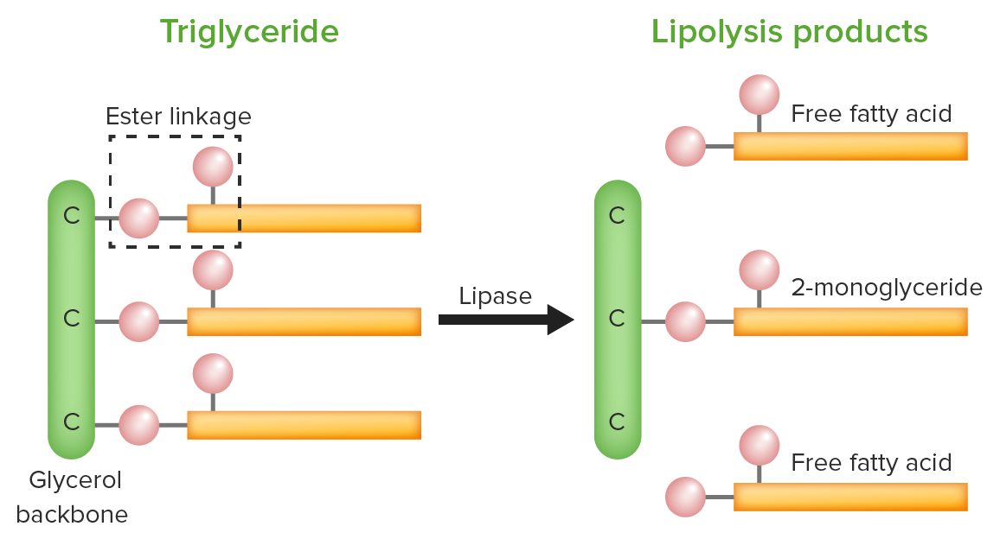 Triglyceride
Lipolysis products
Ester linkage
C
C
C
Glycerol
backbone
Lipase
Free fatty acid
C
2-monoglyceride
C
C
Free fatty acid